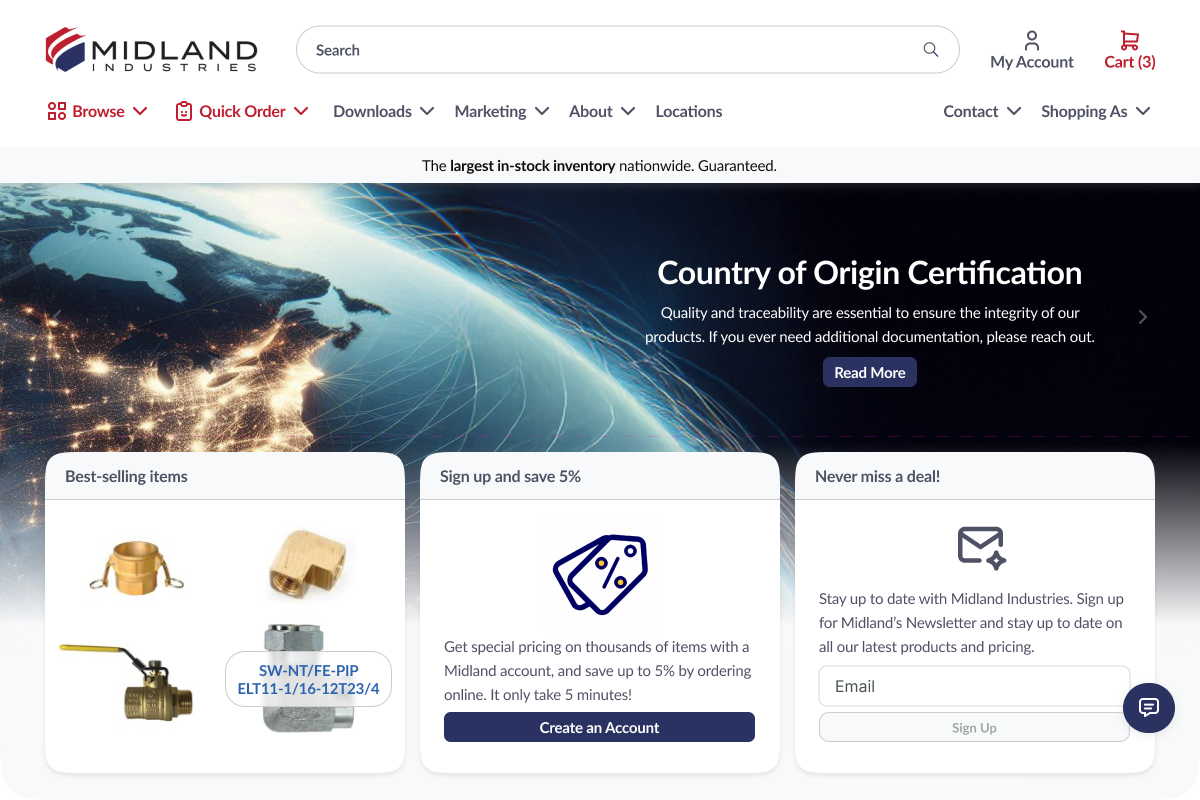 MIDLAND
INDUSTRIES
Search
My Account
Cart (3)
Browse
Quick Order
Downloads
Marketing
About
Locations
Contact
Shopping As
The largest in-stock inventory nationwide. Guaranteed.
Country of Origin Certification
Quality and traceability are essential to ensure the integrity of our
products. If you ever need additional documentation, please reach out.
Read More
Best-selling items
SW-NT/FE-PIP
ELT11-1/16-12T23/4
Sign up and save 5%
Get special pricing on thousands of items with a
Midland account, and save up to 5% by ordering
online. It only take 5 minutes!
Create an Account
Never miss a deal!
Stay up to date with Midland Industries. Sign up
for Midland's Newsletter and stay up to date on
all our latest products and pricing.
Email
Sign Up